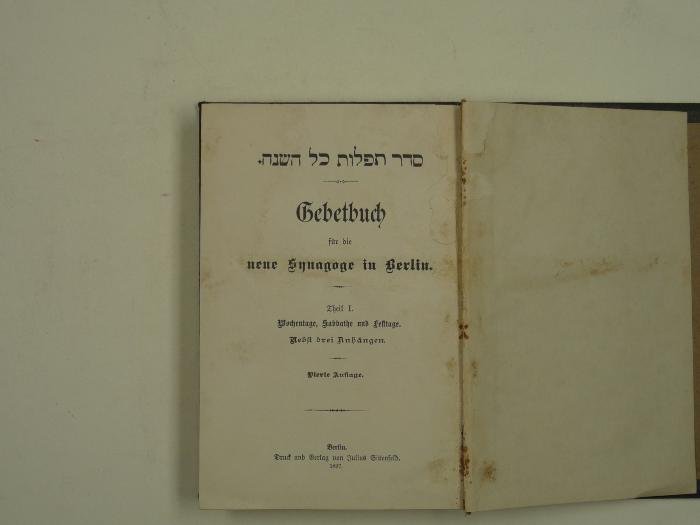 סדר תפלות כל השנה.
Gebetbuch
für die
neue Synagoge in Berlin.
Theil I.
Wochentage, Sabbathe und Festtage.
Nebst drei Anhängen.
Vierte Auflage.
Berlin.
Druck und Verlag von Julius Sittenfeld.
1897.